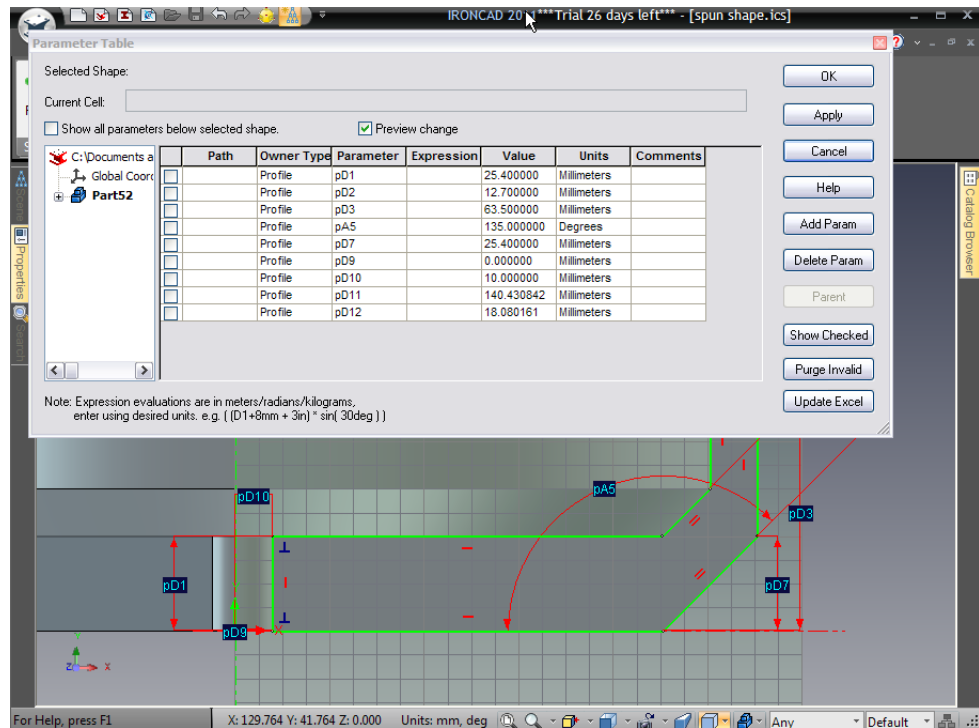 IRONCAD 20 1***Trial 26 days left*** - [spun shape.ics]
Parameter Table
Selected Shape:
OK
Current Cell:
Apply
Show all parameters below selected shape.
Preview change
Cancel
C:\Documents a
Global Coord
Part52
Path Owner Type Parameter Expression Value Units Comments
Profile pD1 25.400000 Millimeters
Profile pD2 12.700000 Millimeters
Profile pD3 63.500000 Millimeters
Profile pA5 135.000000 Degrees
Profile pD7 25.400000 Millimeters
Profile pD9 0.000000 Millimeters
Profile pD10 10.000000 Millimeters
Profile pD11 140.430842 Millimeters
Profile pD12 18.080161 Millimeters
Help
Add Param
Delete Param
Parent
Show Checked
Purge Invalid
Update Excel
Note: Expression evaluations are in meters/radians/kilograms,
enter using desired units. e.g. ( (D1+8mm + 3in) * sin( 30deg ) )
Scene
Properties
Search
Catalog Browser
pD10
pA5
pD3
pD1
pD7
pD9
Z
X
For Help, press F1
X: 129.764 Y: 41.764 Z: 0.000
Units: mm, deg
Any
Default